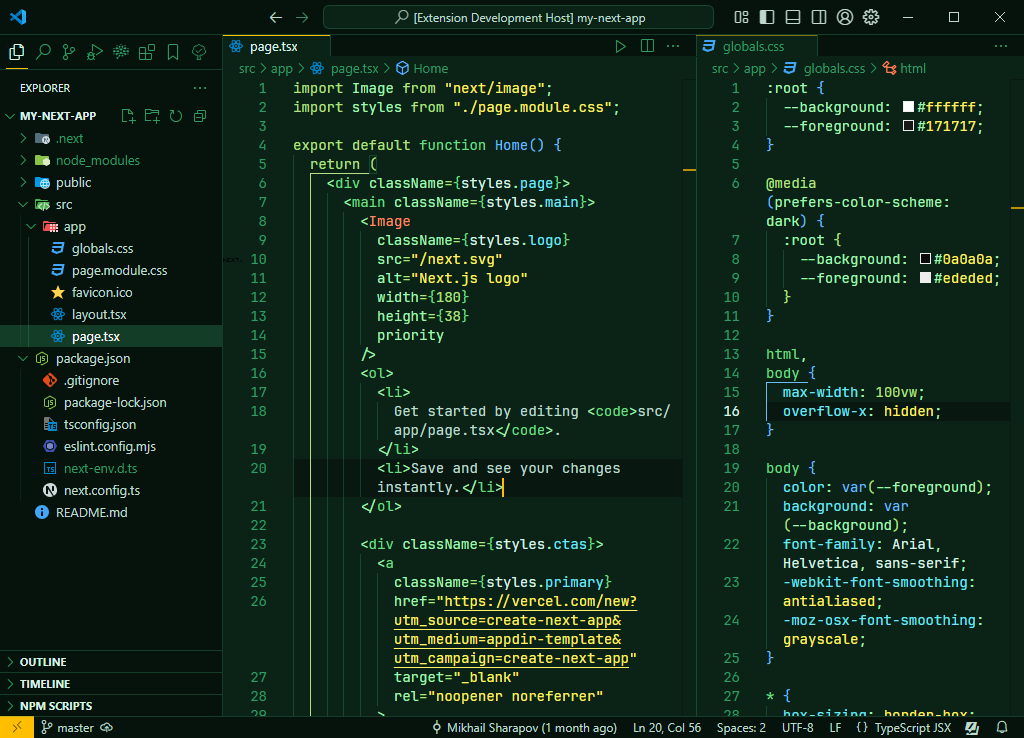 [Extension Development Host] my-next-app
EXPLORER
MY-NEXT-APP
.next
node_modules
public
src
app
globals.css
page.module.css
favicon.ico
layout.tsx
page.tsx
package.json
.gitignore
package-lock.json
tsconfig.json
eslint.config.mjs
next-env.d.ts
next.config.ts
README.md
OUTLINE
TIMELINE
NPM SCRIPTS
page.tsx
src > app > page.tsx > Home
1 import Image from "next/image";
2 import styles from "./page.module.css";
3
4 export default function Home() {
5 return (
6 <div className={styles.page}>
7 <main className={styles.main}>
8 <Image
9 className={styles.logo}
10 src="/next.svg"
11 alt="Next.js logo"
12 width={180}
13 height={38}
14 priority
15 />
16 <ol>
17 <li>
18 Get started by editing <code>src/
app/page.tsx</code>.
19 </li>
20 <li>Save and see your changes
instantly.</li>
21 </ol>
22
23 <div className={styles.ctas}>
24 <a
25 className={styles.primary}
26 href="https://vercel.com/new?
utm_source=create-next-app&
utm_medium=appdir-template&
utm_campaign=create-next-app"
27 target="_blank"
28 rel="noopener noreferrer"
29 >
globals.css
src > app > globals.css > html
1 :root {
2 --background: #ffffff;
3 --foreground: #171717;
4 }
5
6 @media
(prefers-color-scheme:
dark) {
7 :root {
8 --background: #0a0a0a;
9 --foreground: #ededed;
10 }
11 }
12
13 html,
14 body {
15 max-width: 100vw;
16 overflow-x: hidden;
17 }
18
19 body {
20 color: var(--foreground);
21 background: var
(--background);
22 font-family: Arial,
Helvetica, sans-serif;
23 -webkit-font-smoothing:
antialiased;
24 -moz-osx-font-smoothing:
grayscale;
25 }
26
27 * {
28 box-sizing: border-box;
master
Mikhail Sharapov (1 month ago)
Ln 20, Col 56
Spaces: 2
UTF-8
LF
{ } TypeScript JSX